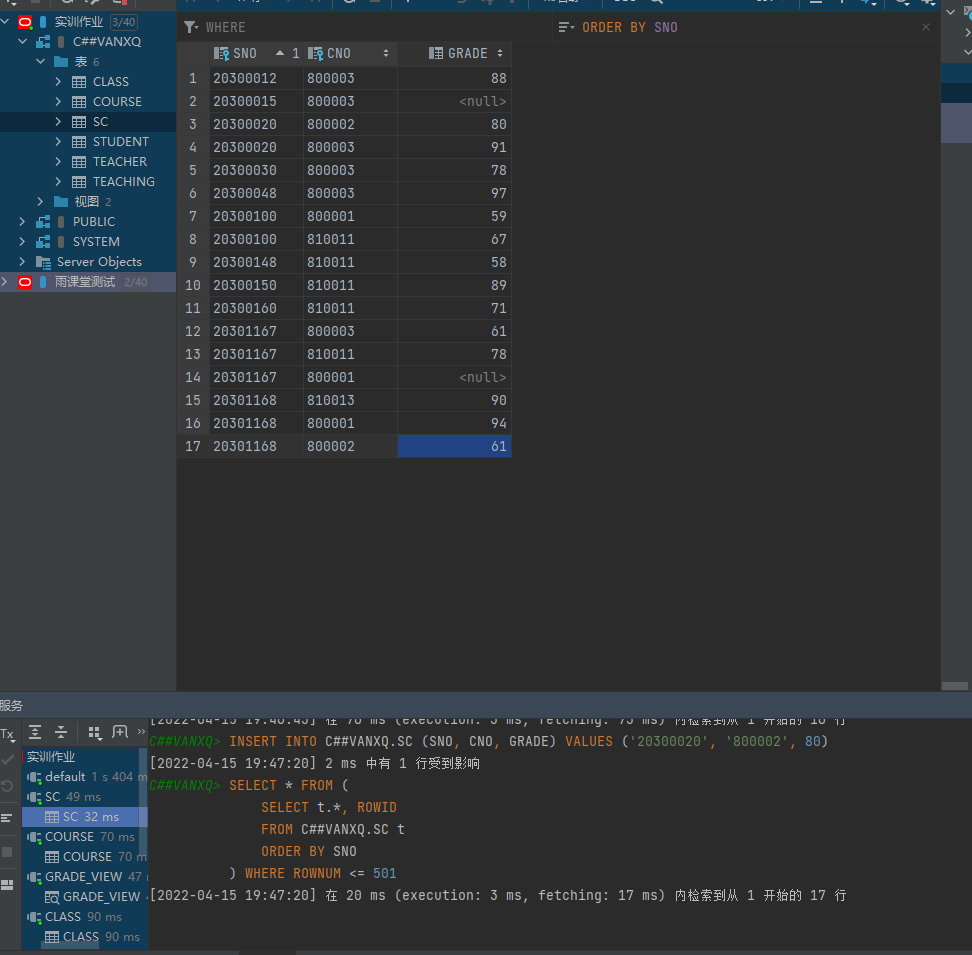 实训作业 3/40
C##VANXQ
表 6
CLASS
COURSE
SC
STUDENT
TEACHER
TEACHING
视图 2
PUBLIC
SYSTEM
Server Objects
雨课堂测试 2/40
WHERE
ORDER BY SNO
SNO 1 CNO GRADE
1 20300012 800003 88
2 20300015 800003 <null>
3 20300020 800002 80
4 20300020 800003 91
5 20300030 800003 78
6 20300048 800003 97
7 20300100 800001 59
8 20300100 810011 67
9 20300148 810011 58
10 20300150 810011 89
11 20300160 810011 71
12 20301167 800003 61
13 20301167 810011 78
14 20301167 800001 <null>
15 20301168 810013 90
16 20301168 800001 94
17 20301168 800002 61
服务
Tx
实训作业
default 1 s 404 m
SC 49 ms
SC 32 ms
COURSE 70 ms
COURSE 70 m
GRADE_VIEW 47
GRADE_VIEW
CLASS 90 ms
CLASS 90 ms
[2022-04-15 19:46:45] 在 76 ms (execution: 3 ms, fetching: 73 ms) 内检索到从 1 开始的 16 行
C##VANXQ> INSERT INTO C##VANXQ.SC (SNO, CNO, GRADE) VALUES ('20300020', '800002', 80)
[2022-04-15 19:47:20] 2 ms 中有 1 行受到影响
C##VANXQ> SELECT * FROM (
SELECT t.*, ROWID
FROM C##VANXQ.SC t
ORDER BY SNO
) WHERE ROWNUM <= 501
[2022-04-15 19:47:20] 在 20 ms (execution: 3 ms, fetching: 17 ms) 内检索到从 1 开始的 17 行